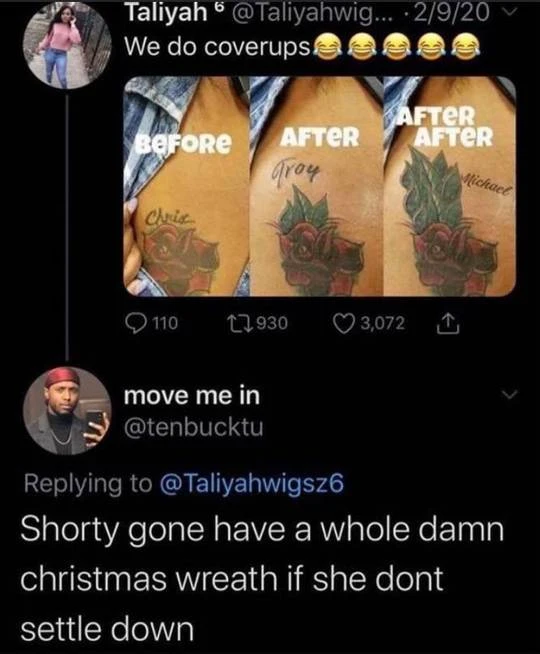 Taliyah ⁶ @Taliyahwig... · 2/9/20
We do coverups😂😂😂😂😂
BEFORE
AFTER
AFTER
AFTER
Chris
Troy
Michael
110
930
3,072
move me in
@tenbucktu
Replying to @Taliyahwigsz6
Shorty gone have a whole damn
christmas wreath if she dont
settle down